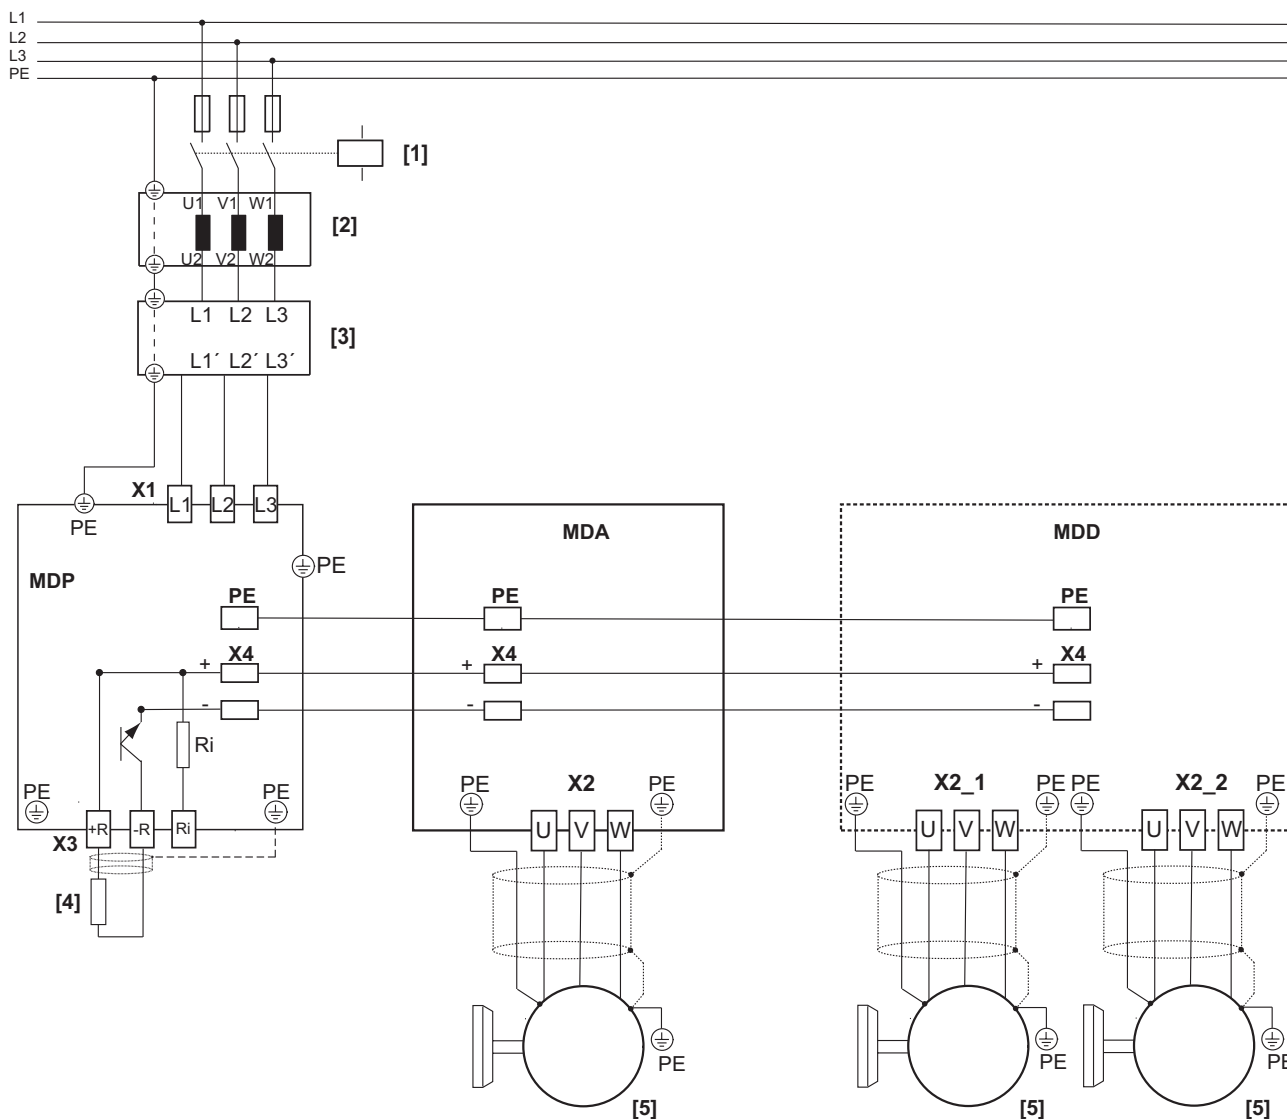 L1
L2
L3
PE
[1]
U1 V1 W1
[2]
U2 V2 W2
L1 L2 L3
[3]
L1´ L2´ L3´
X1 L1 L2 L3
PE
MDA
MDD
PE
MDP
PE PE PE
X4 X4 X4
+ + +
- - -
Ri
PE PE PE X2 PE PE X2_1 PE PE X2_2 PE
+R -R Ri U V W U V W U V W
X3
[4]
PE PE PE
[5] [5] [5]